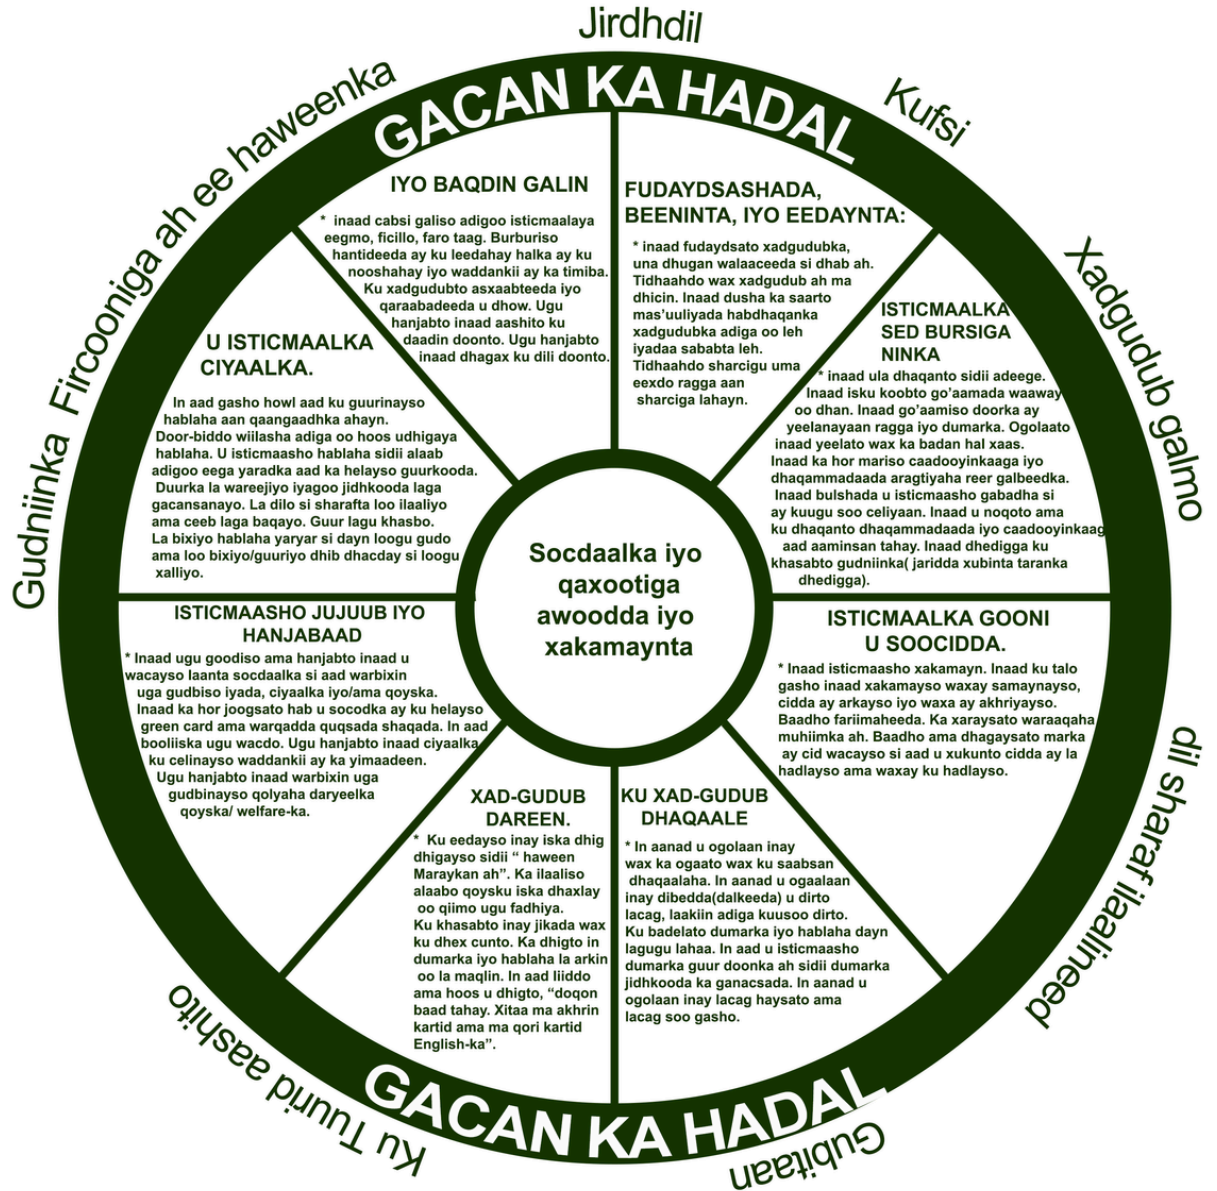 Jirdhdil
Kufsi
Xadgudub galmo
dil sharaf ilaalineed
Gubitaan
Ku Tuurid aashito
Gudniinka Fircooniga ah ee haweenka
GACAN KA HADAL
IYO BAQDIN GALIN
* inaad cabsi galiso adigoo isticmaalaya
eegmo, ficillo, faro taag. Burburiso
hantideeda ay ku leedahay halka ay ku
nooshahay iyo waddankii ay ka timiba.
Ku xadgudubto asxaabteeda iyo
qaraabadeeda u dhow. Ugu
hanjabto inaad aashito ku
daadin doonto. Ugu hanjabto
inaad dhagax ku dili doonto.
FUDAYDSASHADA,
BEENINTA, IYO EEDAYNTA:
* inaad fudaydsato xadgudubka,
una dhugan walaaceeda si dhab ah.
Tidhaahdo wax xadgudub ah ma
dhicin. Inaad dusha ka saarto
mas'uuliyada habdhaqanka
xadgudubka adiga oo leh
iyadaa sababta leh.
Tidhaahdo sharcigu uma
eexdo ragga aan
sharciga lahayn.
ISTICMAALKA
SED BURSIGA
NINKA
* inaad ula dhaqanto sidii adeege.
Inaad isku koobto go'aamada waaway
oo dhan. Inaad go'aamiso doorka ay
yeelanayaan ragga iyo dumarka. Ogolaato
inaad yeelato wax ka badan hal xaas.
Inaad ka hor mariso caadooyinkaaga iyo
dhaqammadaada aragtiyaha reer galbeedka.
Inaad bulshada u isticmaasho gabadha si
ay kuugu soo celiyaan. Inaad u noqoto ama
ku dhaqanto dhaqammadaada iyo caadooyinkaag
aad aaminsan tahay. Inaad dhedigga ku
khasabto gudniinka( jaridda xubinta taranka
dhedigga).
ISTICMAALKA GOONI
U SOOCIDDA.
* Inaad isticmaasho xakamayn. Inaad ku talo
gasho inaad xakamayso waxay samaynayso,
cidda ay arkayso iyo waxa ay akhriyayso.
Baadho fariimaheeda. Ka xaraysato waraaqaha
muhiimka ah. Baadho ama dhagaysato marka
ay cid wacayso si aad u xukunto cidda ay la
hadlayso ama waxay ku hadlayso.
KU XAD-GUDUB
DHAQAALE
* In aanad u ogolaan inay
wax ka ogaato wax ku saabsan
dhaqaalaha. In aanad u ogaalaan
inay dibedda(dalkeeda) u dirto
lacag, laakiin adiga kuusoo dirto.
Ku badelato dumarka iyo hablaha dayn
lagugu lahaa. In aad u isticmaasho
dumarka guur doonka ah sidii dumarka
jidhkooda ka ganacsada. In aanad u
ogolaan inay lacag haysato ama
lacag soo gasho.
XAD-GUDUB
DAREEN.
* Ku eedayso inay iska dhig
dhigayso sidii “ haween
Maraykan ah”. Ka ilaaliso
alaabo qoysku iska dhaxlay
oo qiimo ugu fadhiya.
Ku khasabto inay jikada wax
ku dhex cunto. Ka dhigto in
dumarka iyo hablaha la arkin
oo la maqlin. In aad liiddo
ama hoos u dhigto, “doqon
baad tahay. Xitaa ma akhrin
kartid ama ma qori kartid
English-ka”.
ISTICMAASHO JUJUUB IYO
HANJABAAD
* Inaad ugu goodiso ama hanjabto inaad u
wacayso laanta socdaalka si aad warbixin
uga gudbiso iyada, ciyaalka iyo/ama qoyska.
Inaad ka hor joogsato hab u socodka ay ku helayso
green card ama warqadda quqsada shaqada. In aad
booliiska ugu wacdo. Ugu hanjabto inaad ciyaalka
ku celinayso waddankii ay ka yimaadeen.
Ugu hanjabto inaad warbixin uga
gudbinayso qolyaha daryeelka
qoyska/ welfare-ka.
U ISTICMAALKA
CIYAALKA.
In aad gasho howl aad ku guurinayso
hablaha aan qaangaadhka ahayn.
Door-biddo wiilasha adiga oo hoos udhigaya
hablaha. U isticmaasho hablaha sidii alaab
adigoo eega yaradka aad ka helayso guurkooda.
Duurka la wareejiyo iyagoo jidhkooda laga
gacansanayo. La dilo si sharafta loo ilaaliyo
ama ceeb laga baqayo. Guur lagu khasbo.
La bixiyo hablaha yaryar si dayn loogu gudo
ama loo bixiyo/guuriyo dhib dhacday si loogu
xalliyo.
Socdaalka iyo
qaxootiga
awoodda iyo
xakamaynta
GACAN KA HADAL